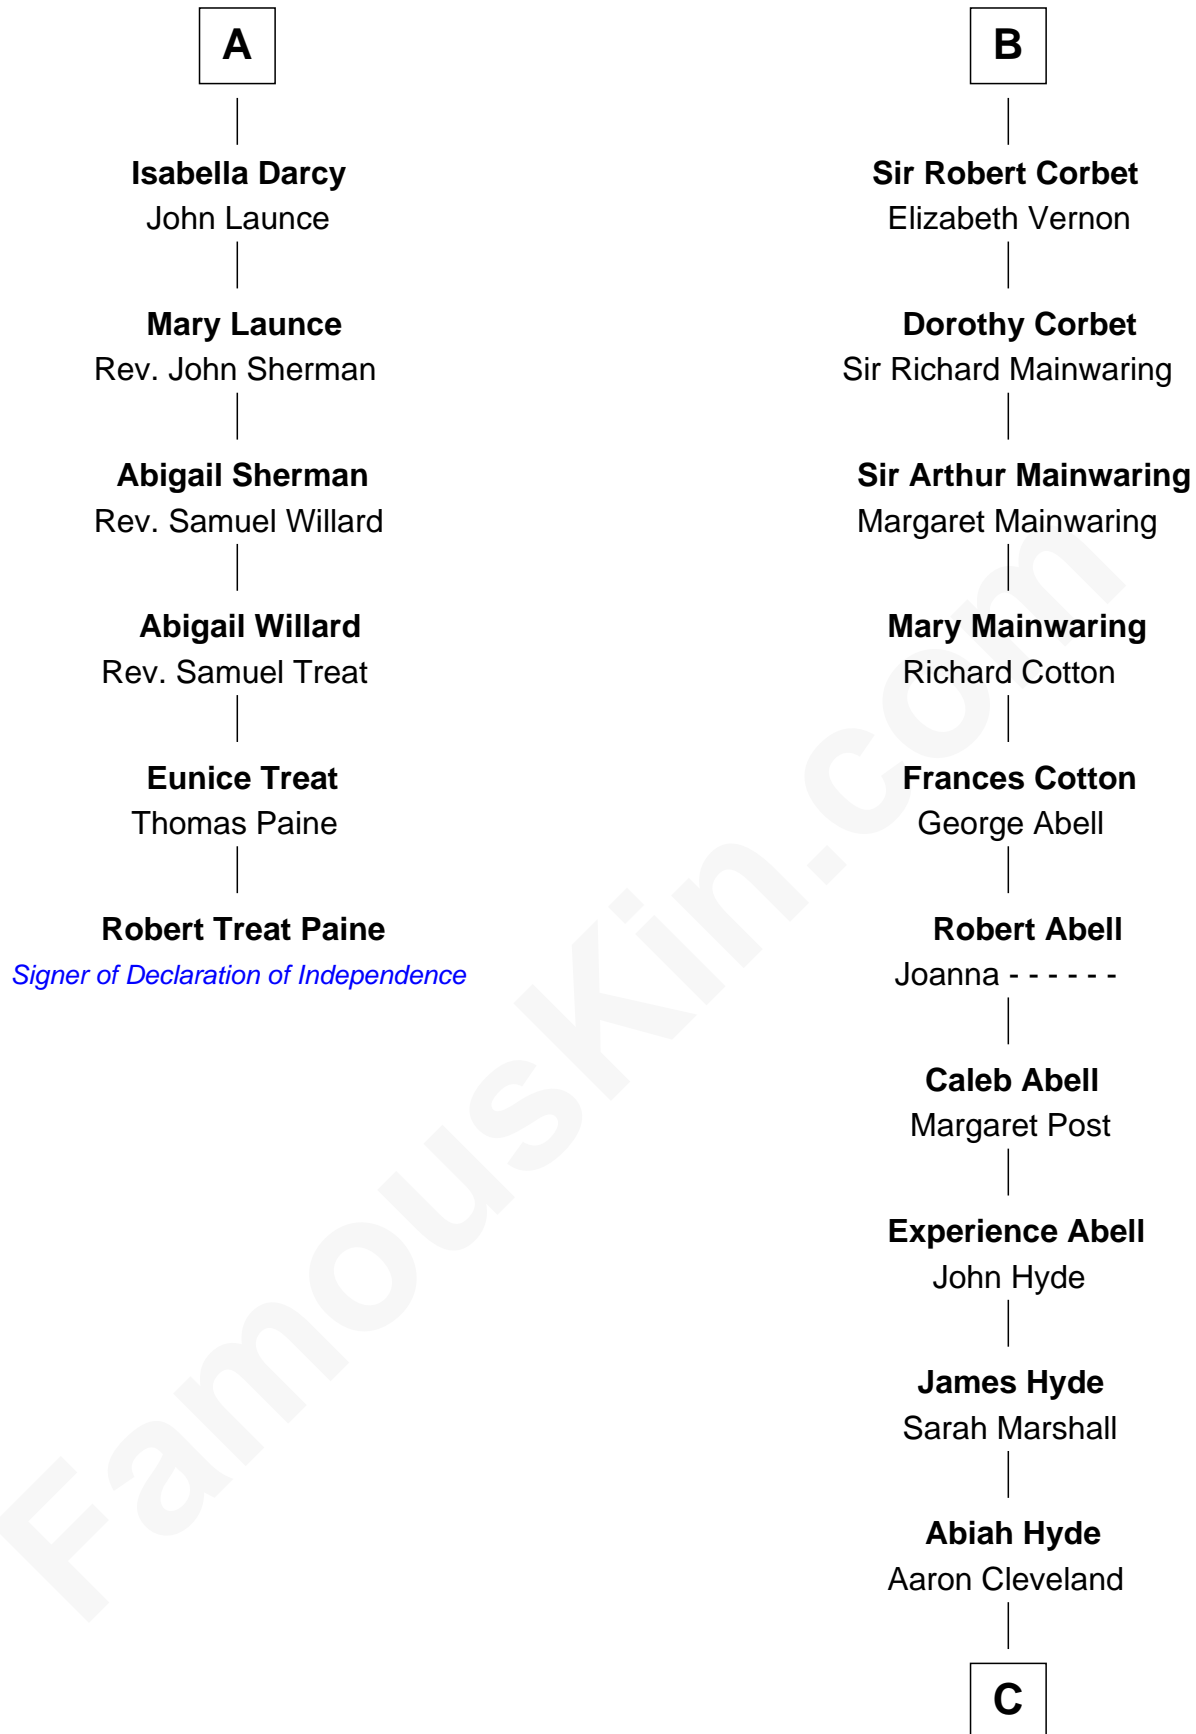 A
Isabella Darcy
John Launce
Mary Launce
Rev. John Sherman
Abigail Sherman
Rev. Samuel Willard
Abigail Willard
Rev. Samuel Treat
Eunice Treat
Thomas Paine
Robert Treat Paine
Signer of Declaration of Independence
B
Sir Robert Corbet
Elizabeth Vernon
Dorothy Corbet
Sir Richard Mainwaring
Sir Arthur Mainwaring
Margaret Mainwaring
Mary Mainwaring
Richard Cotton
Frances Cotton
George Abell
Robert Abell
Joanna - - - - - -
Caleb Abell
Margaret Post
Experience Abell
John Hyde
James Hyde
Sarah Marshall
Abiah Hyde
Aaron Cleveland
C
FamousKin.com